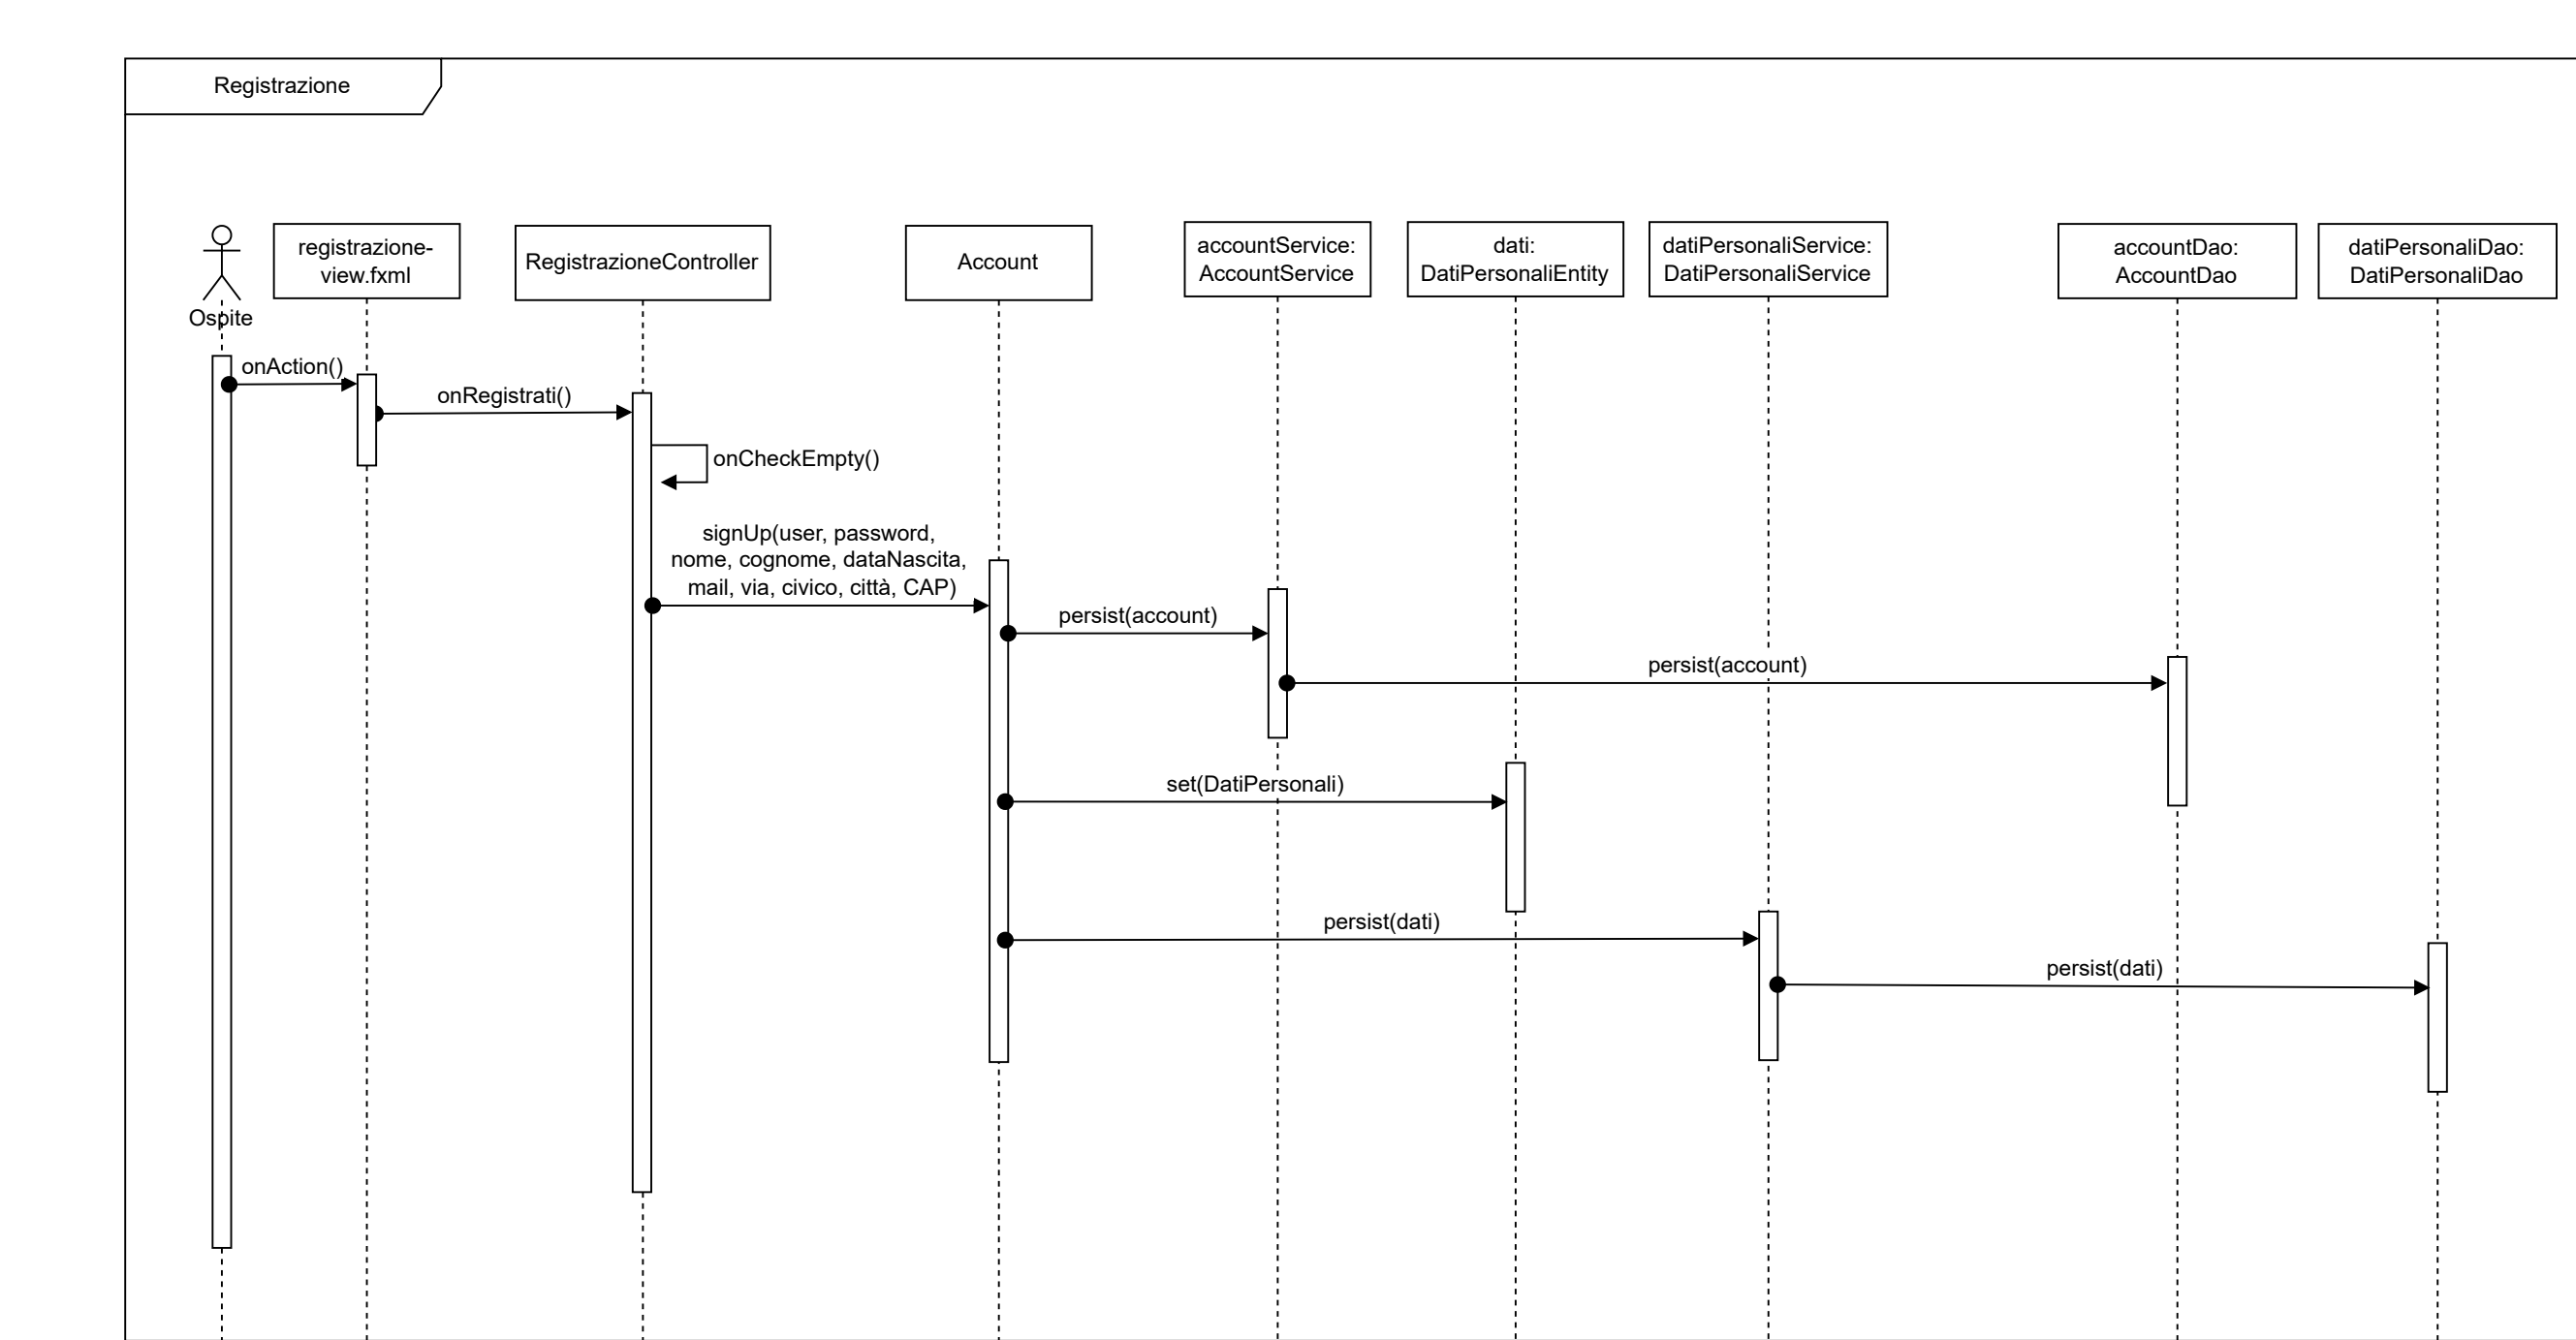 Registrazione
Ospite
registrazione-
view.fxml
RegistrazioneController
Account
accountService:
AccountService
dati:
DatiPersonaliEntity
datiPersonaliService:
DatiPersonaliService
accountDao:
AccountDao
datiPersonaliDao:
DatiPersonaliDao
onAction()
onRegistrati()
onCheckEmpty()
signUp(user, password,
nome, cognome, dataNascita,
mail, via, civico, città, CAP)
persist(account)
persist(account)
set(DatiPersonali)
persist(dati)
persist(dati)